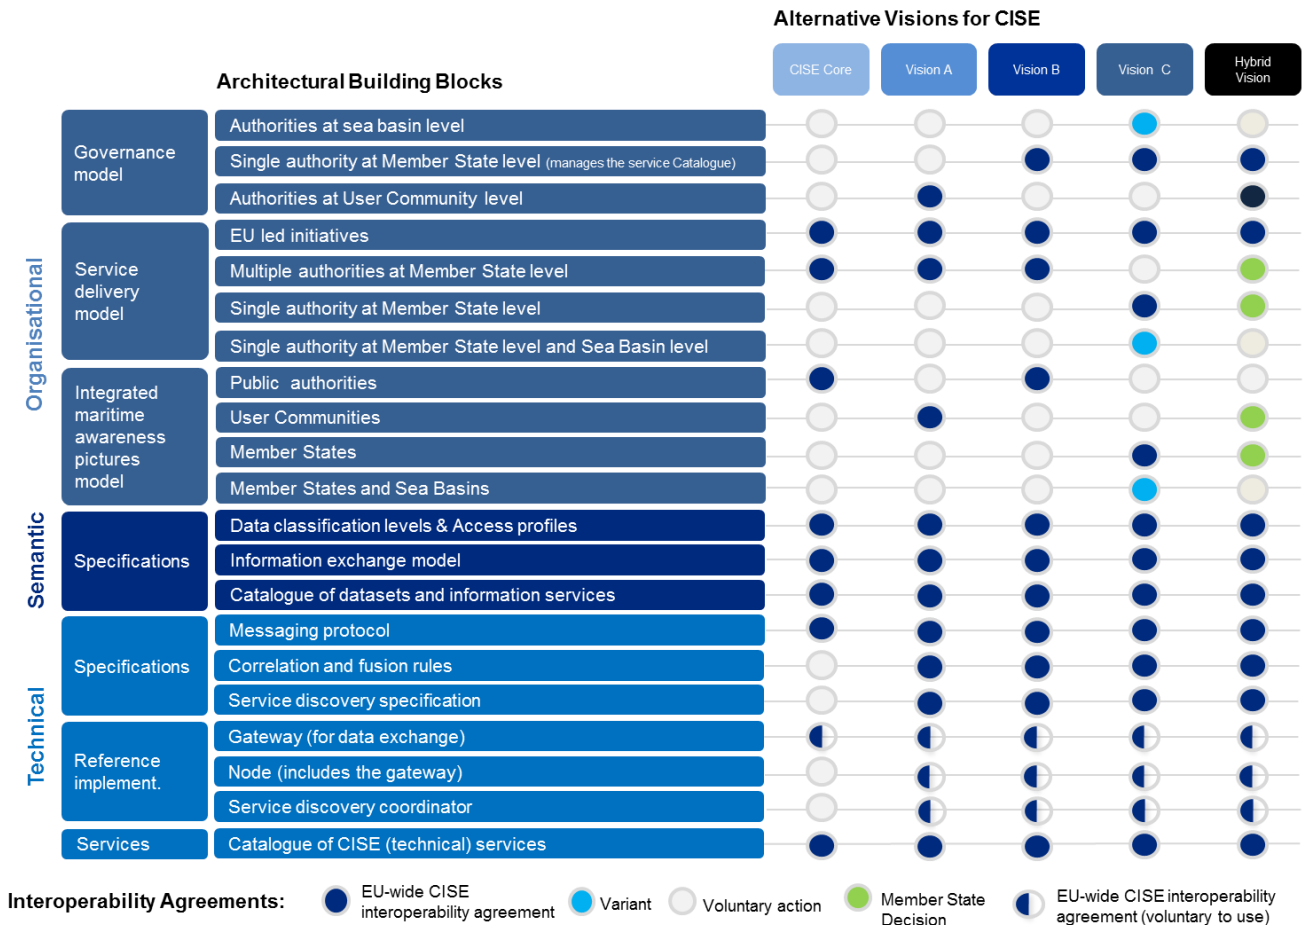 Alternative Visions for CISE
CISE Core
Vision A
Vision B
Vision C
Hybrid
Vision
Architectural Building Blocks
Organisational
Governance
model
Authorities at sea basin level
Single authority at Member State level (manages the service Catalogue)
Authorities at User Community level
Service
delivery
model
EU led initiatives
Multiple authorities at Member State level
Single authority at Member State level
Single authority at Member State level and Sea Basin level
Integrated
maritime
awareness
pictures
model
Public authorities
User Communities
Member States
Member States and Sea Basins
Semantic
Specifications
Data classification levels & Access profiles
Information exchange model
Catalogue of datasets and information services
Technical
Specifications
Messaging protocol
Correlation and fusion rules
Service discovery specification
Reference
implement.
Gateway (for data exchange)
Node (includes the gateway)
Service discovery coordinator
Services
Catalogue of CISE (technical) services
Interoperability Agreements:
EU-wide CISE
interoperability agreement
Variant
Voluntary action
Member State
Decision
EU-wide CISE interoperability
agreement (voluntary to use)